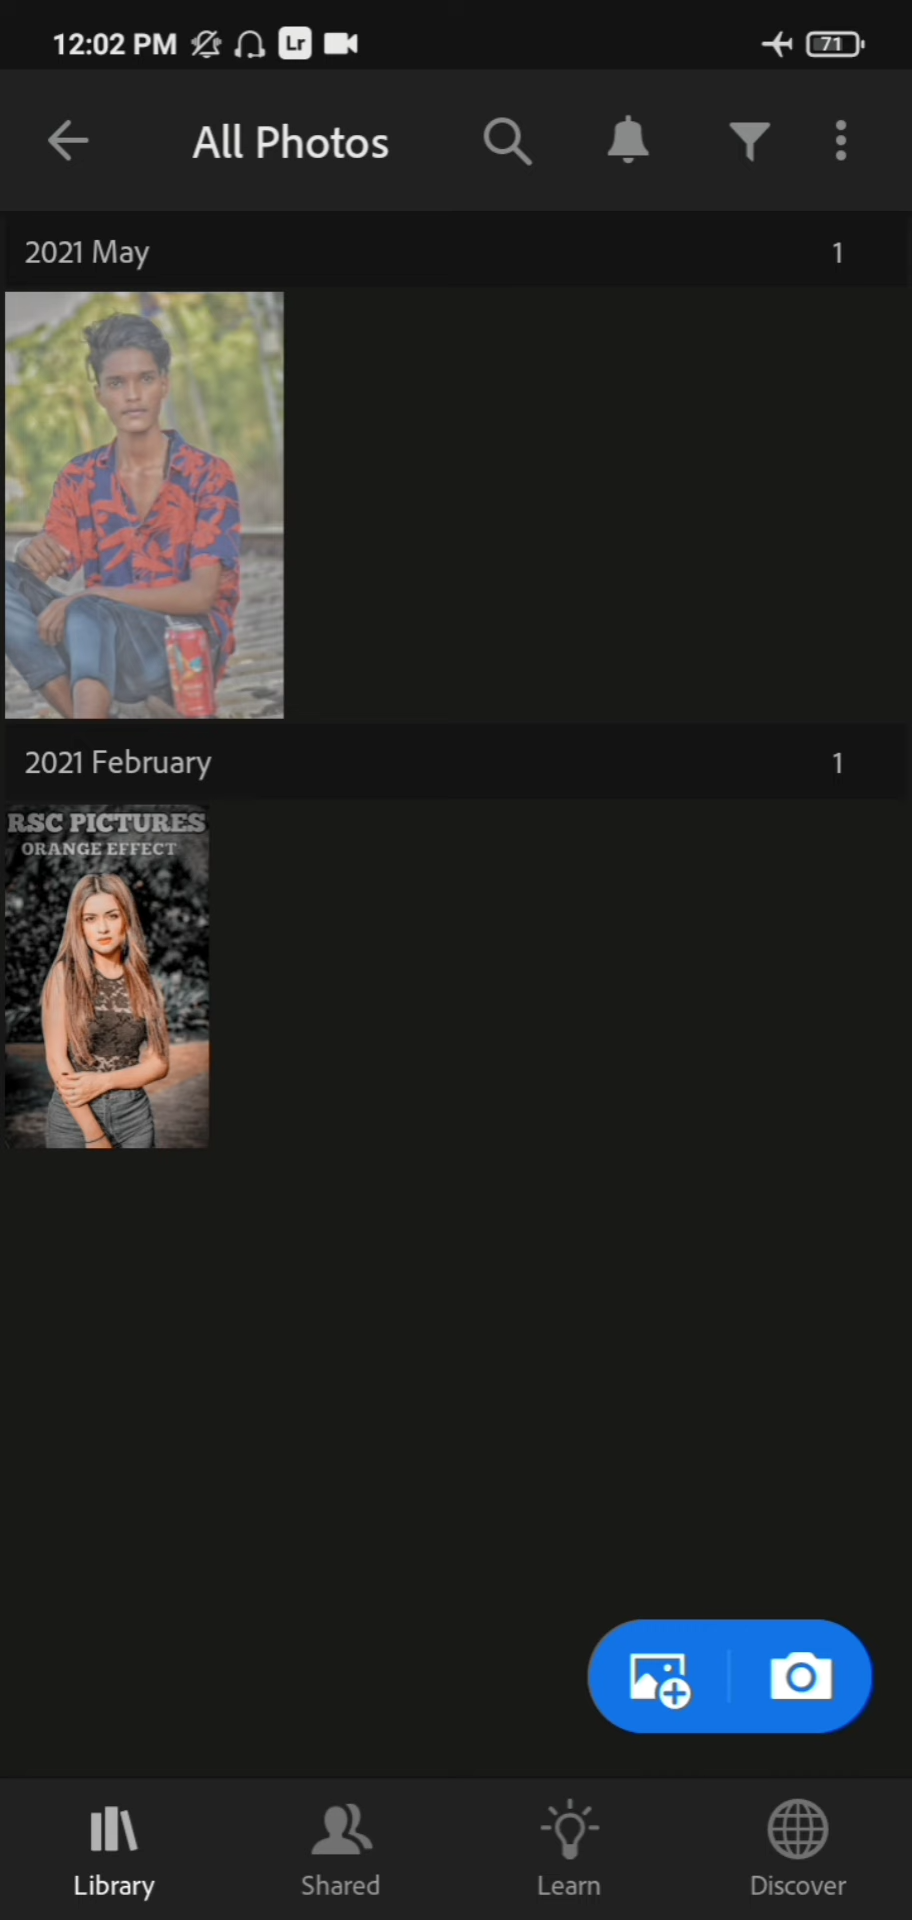 12:02 PM Lr 71
All Photos
2021 May 1
2021 February 1
RSC PICTURES
ORANGE EFFECT
Library Shared Learn Discover